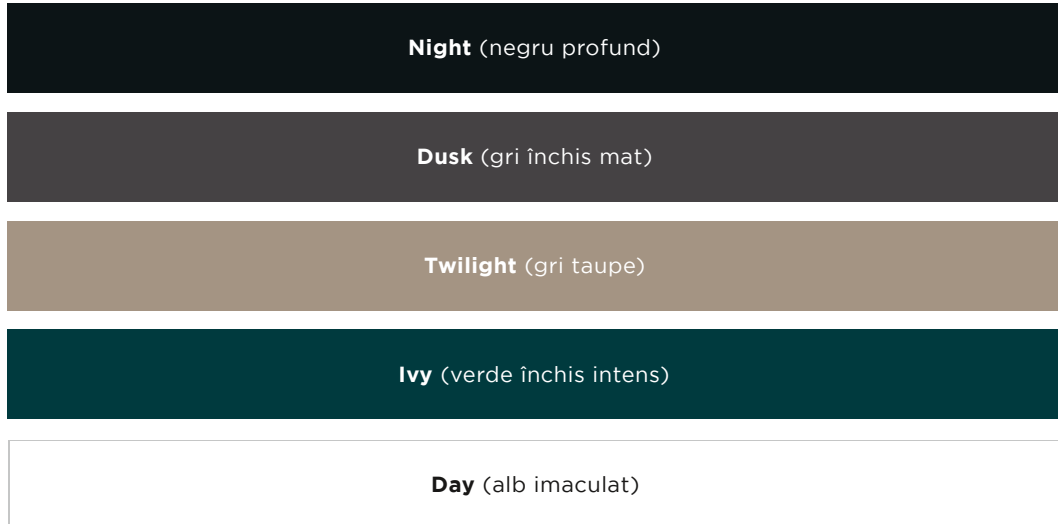 Night (negru profund)
Dusk (gri închis mat)
Twilight (gri taupe)
Ivy (verde închis intens)
Day (alb imaculat)